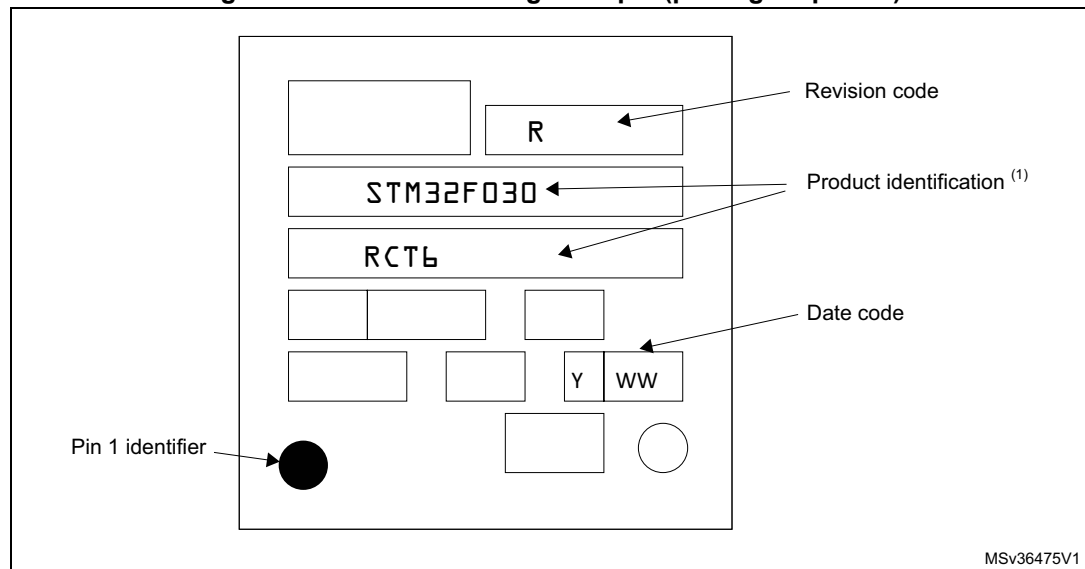 Revision code
R
STM32F030
Product identification (1)
RCT6
Date code
Y WW
Pin 1 identifier
MSv36475V1